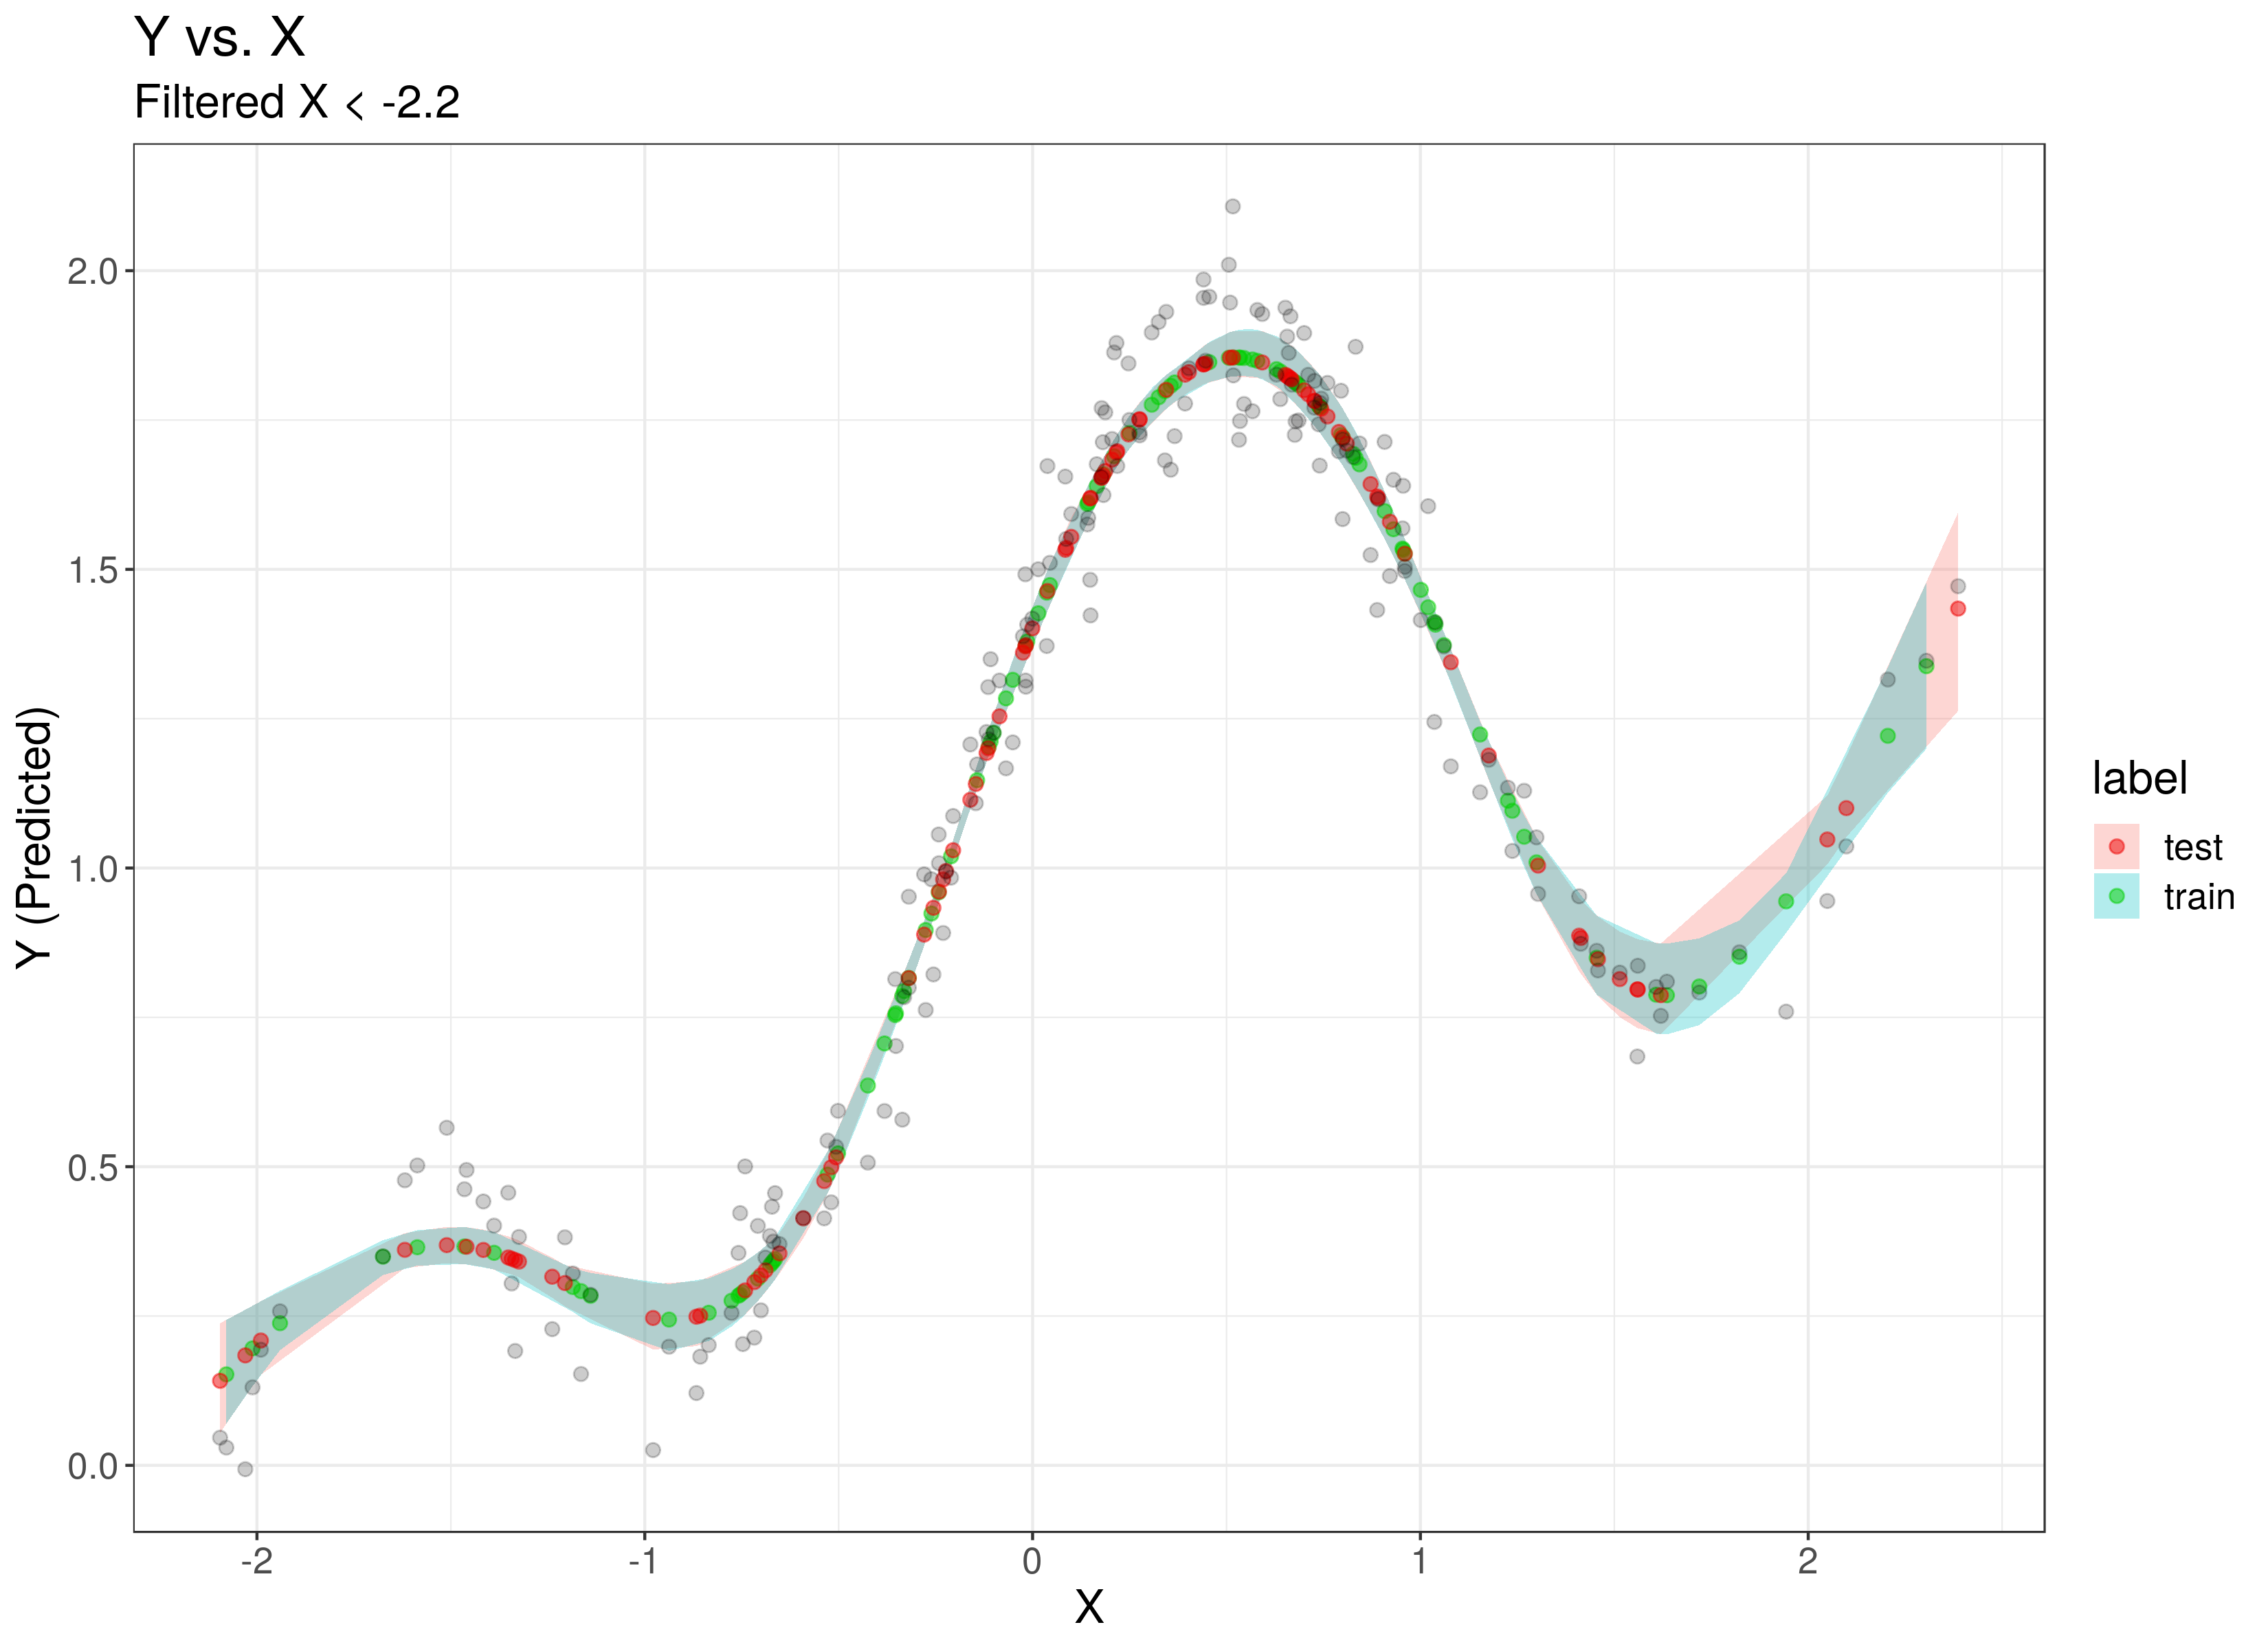 Y vs. X
Filtered X < -2.2
Y (Predicted)
2.0
1.5
1.0
0.5
0.0
-2 -1 0 1 2
X
label
test
train